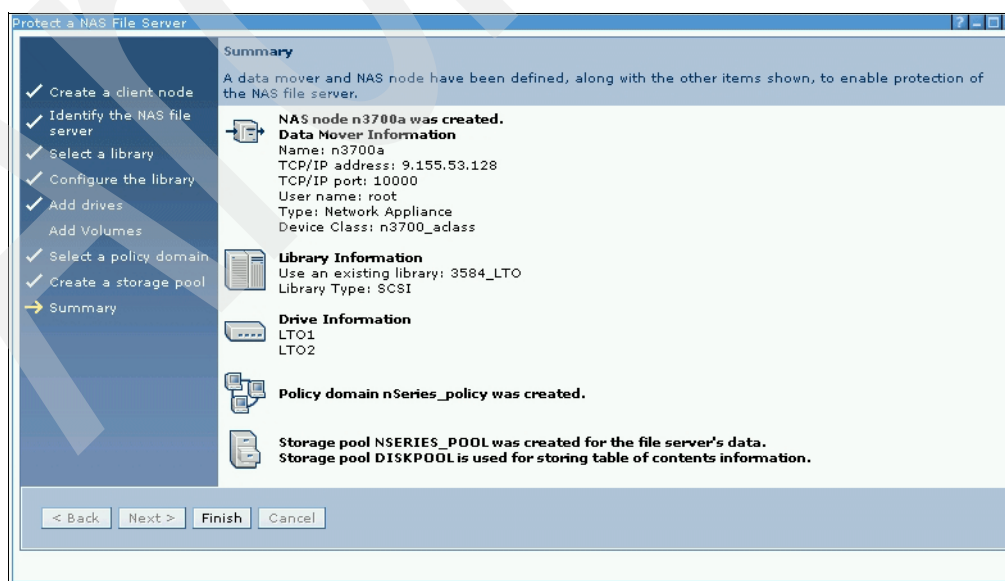 Protect a NAS File Server
Create a client node
Identify the NAS file
server
Select a library
Configure the library
Add drives
Add Volumes
Select a policy domain
Create a storage pool
Summary
Summary
A data mover and NAS node have been defined, along with the other items shown, to enable protection of
the NAS file server.
NAS node n3700a was created.
Data Mover Information
Name: n3700a
TCP/IP address: 9.155.53.128
TCP/IP port: 10000
User name: root
Type: Network Appliance
Device Class: n3700_aclass
Library Information
Use an existing library: 3584_LTO
Library Type: SCSI
Drive Information
LTO1
LTO2
Policy domain nSeries_policy was created.
Storage pool NSERIES_POOL was created for the file server's data.
Storage pool DISKPOOL is used for storing table of contents information.
< Back Next > Finish Cancel